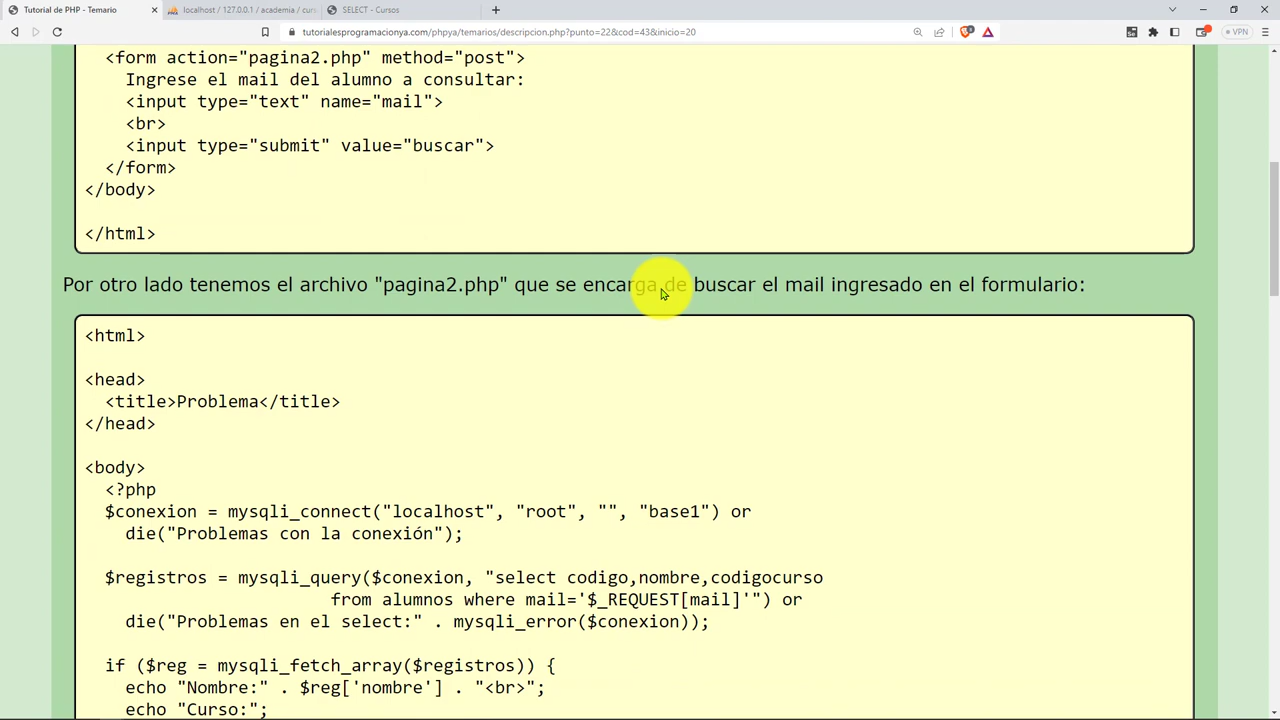 Tutorial de PHP - Temario
localhost / 127.0.0.1 / academia / cur
SELECT - Cursos
tutorialesprogramacionya.com/phpya/temarios/descripcion.php?punto=22&cod=43&inicio=20
VPN
<form action="pagina2.php" method="post">
Ingrese el mail del alumno a consultar:
<input type="text" name="mail">
<br>
<input type="submit" value="buscar">
</form>
</body>
</html>
Por otro lado tenemos el archivo "pagina2.php" que se encarga de buscar el mail ingresado en el formulario:
<html>
<head>
<title>Problema</title>
</head>
<body>
<?php
$conexion = mysqli_connect("localhost", "root", "", "base1") or
die("Problemas con la conexión");
$registros = mysqli_query($conexion, "select codigo,nombre,codigocurso
from alumnos where mail='$_REQUEST[mail]'") or
die("Problemas en el select:" . mysqli_error($conexion));
if ($reg = mysqli_fetch_array($registros)) {
echo "Nombre:" . $reg['nombre'] . "<br>";
echo "Curso:";